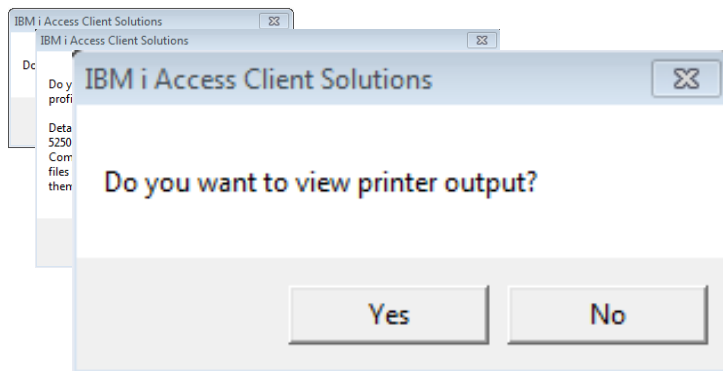 IBM i Access Client Solutions
IBM i Access Client Solutions
IBM i Access Client Solutions
Do you want to view printer output?
Yes No
Do
Do y
profi
Deta
5250
Com
files
them